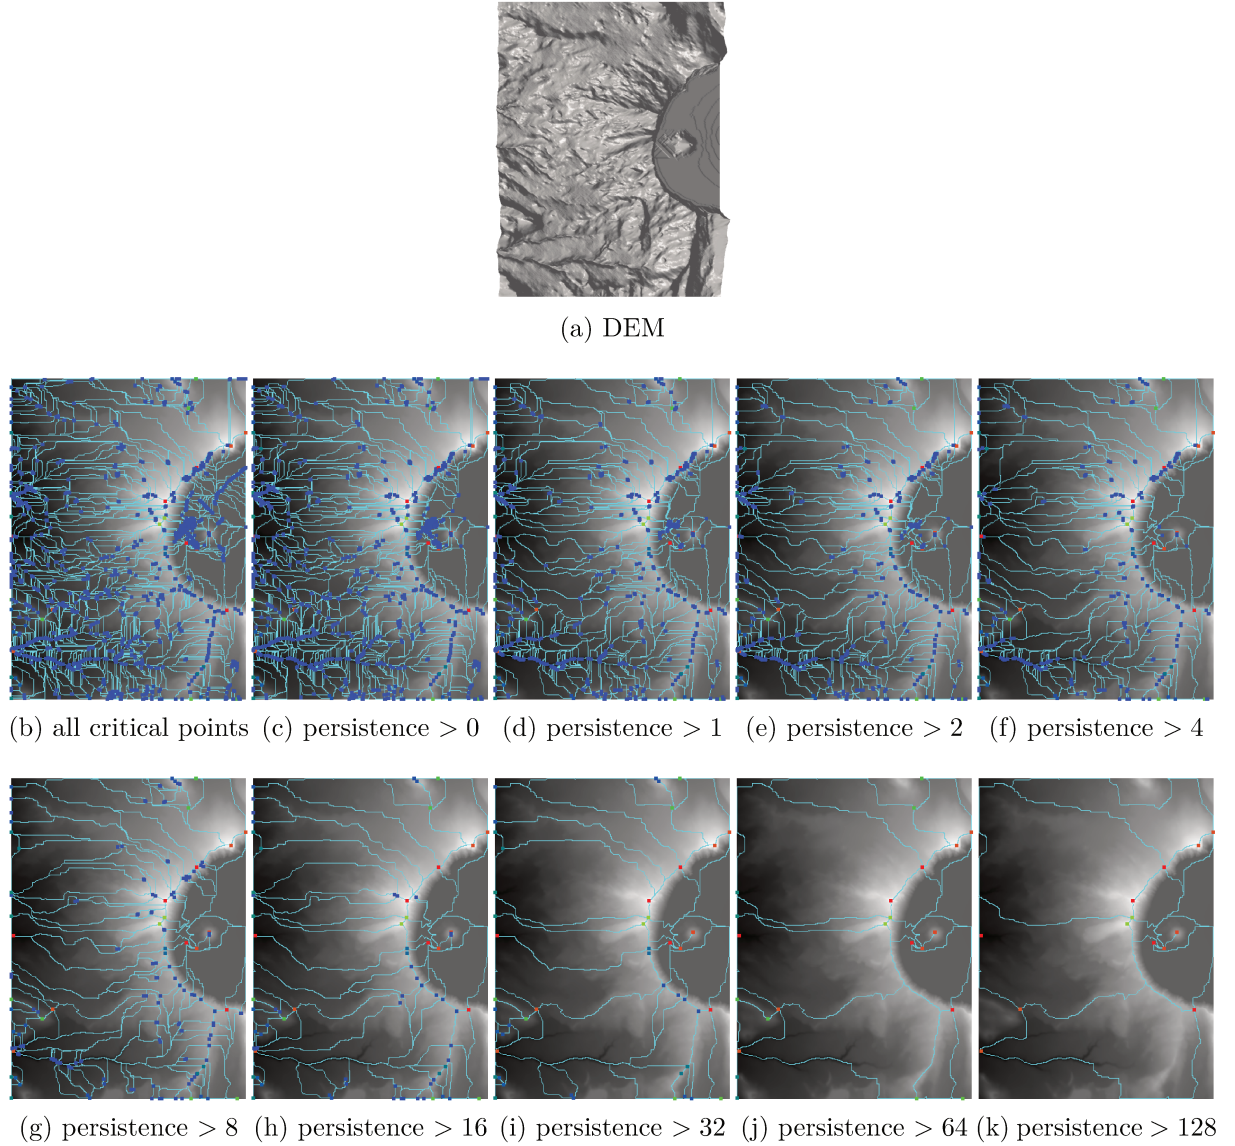 (a) DEM
(b) all critical points (c) persistence > 0 (d) persistence > 1 (e) persistence > 2 (f) persistence > 4
(g) persistence > 8 (h) persistence > 16 (i) persistence > 32 (j) persistence > 64 (k) persistence > 128